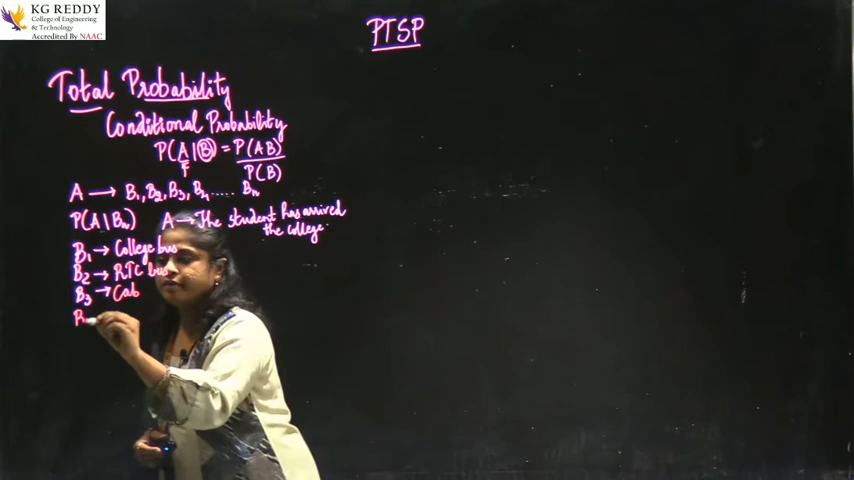 KG REDDY
College of Engineering
& Technology
Accredited By NAAC
PTSP
Total Probability
Conditional Probability
P(A|B) = P(AB)
P(B)
A → B₁, B₂, B₃, B₄ ..... Bₙ
P(A|Bₙ) A → The student has arrived
the college.
B₁ → College bus
B₂ → RTC bus
B₃ → Cab